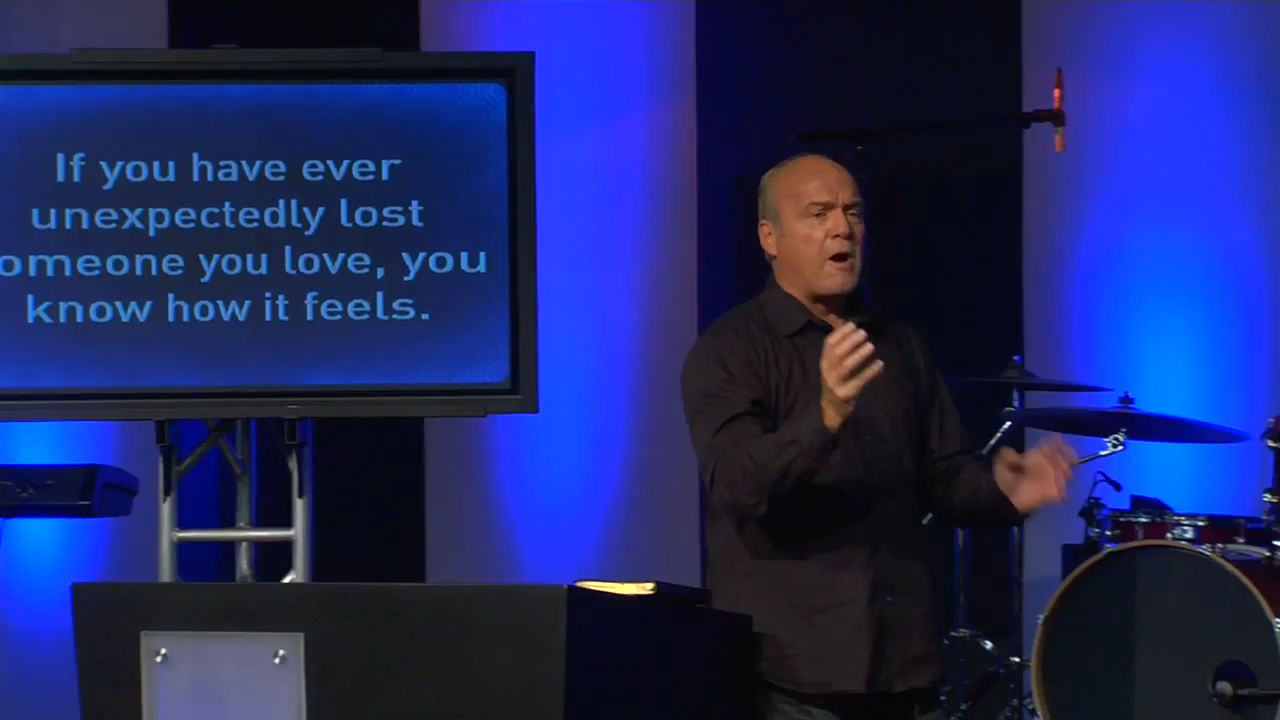 If you have ever
unexpectedly lost
omeone you love, you
know how it feels.